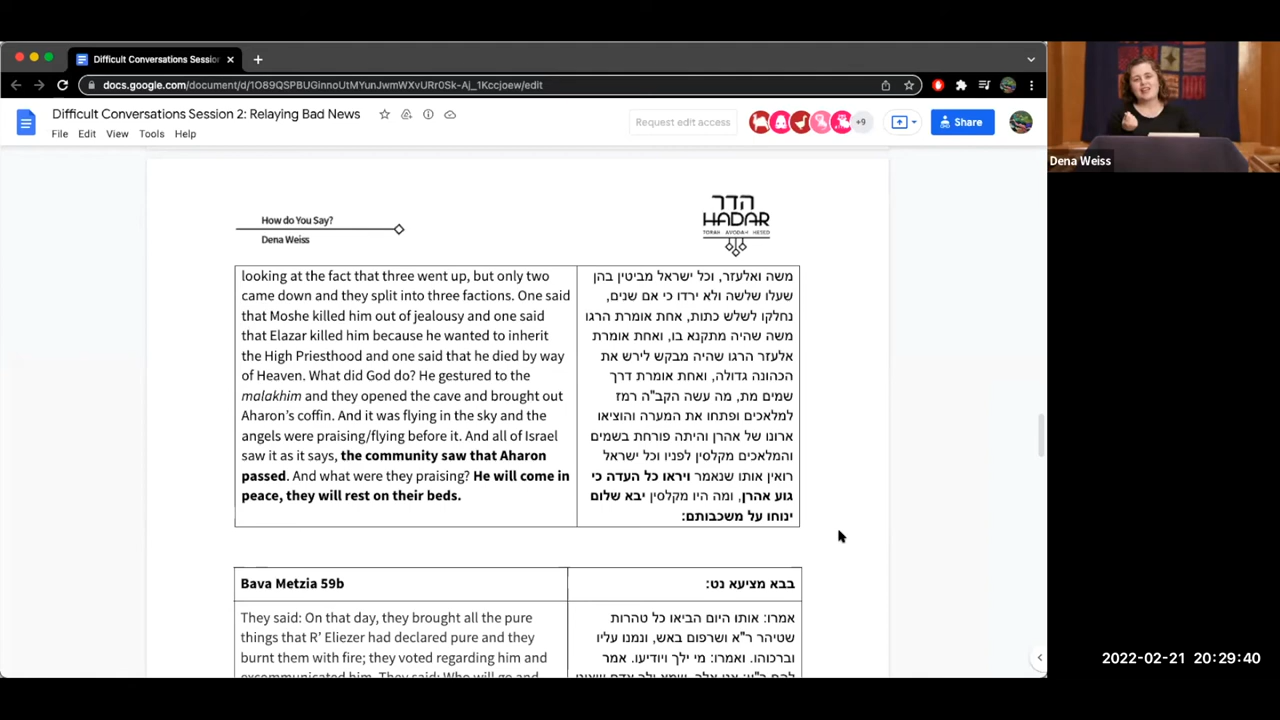 Difficult Conversations Session
docs.google.com/document/d/1O89QSPBUGinnoUtMYunJwmWXvURr0Sk-Aj_1Kccjoew/edit
Difficult Conversations Session 2: Relaying Bad News
File Edit View Tools Help
Request edit access
+9
Share
Dena Weiss
How do You Say?
Dena Weiss
הדר
HADAR
TORAH · AVODAH · HESED
looking at the fact that three went up, but only two
came down and they split into three factions. One said
that Moshe killed him out of jealousy and one said
that Elazar killed him because he wanted to inherit
the High Priesthood and one said that he died by way
of Heaven. What did God do? He gestured to the
malakhim and they opened the cave and brought out
Aharon's coffin. And it was flying in the sky and the
angels were praising/flying before it. And all of Israel
saw it as it says, the community saw that Aharon
passed. And what were they praising? He will come in
peace, they will rest on their beds.
משה ואלעזר, וכל ישראל מביטין בהן
שעלו שלשה ולא ירדו כי אם שנים,
נחלקו לשלש כתות, אחת אומרת הרגו
משה שהיה מתקנא בו, ואחת אומרת
אלעזר הרגו שהיה מבקש לירש את
הכהונה גדולה, ואחת אומרת דרך
שמים מת, מה עשה הקב"ה רמז
למלאכים ופתחו את המערה והוציאו
ארונו של אהרן והיתה פורחת בשמים
והמלאכים מקלסין לפניו וכל ישראל
רואין אותו שנאמר ויראו כל העדה כי
גוע אהרן, ומה היו מקלסין יבא שלום
ינוחו על משכבותם:
Bava Metzia 59b
בבא מציעא נט:
They said: On that day, they brought all the pure
things that R' Eliezer had declared pure and they
burnt them with fire; they voted regarding him and
excommunicated him. They said: Who will go and
אמרו: אותו היום הביאו כל טהרות
שטיהר ר"א ושרפום באש, ונמנו עליו
וברכוהו. ואמרו: מי ילך ויודיעו. אמר
2022-02-21 20:29:40